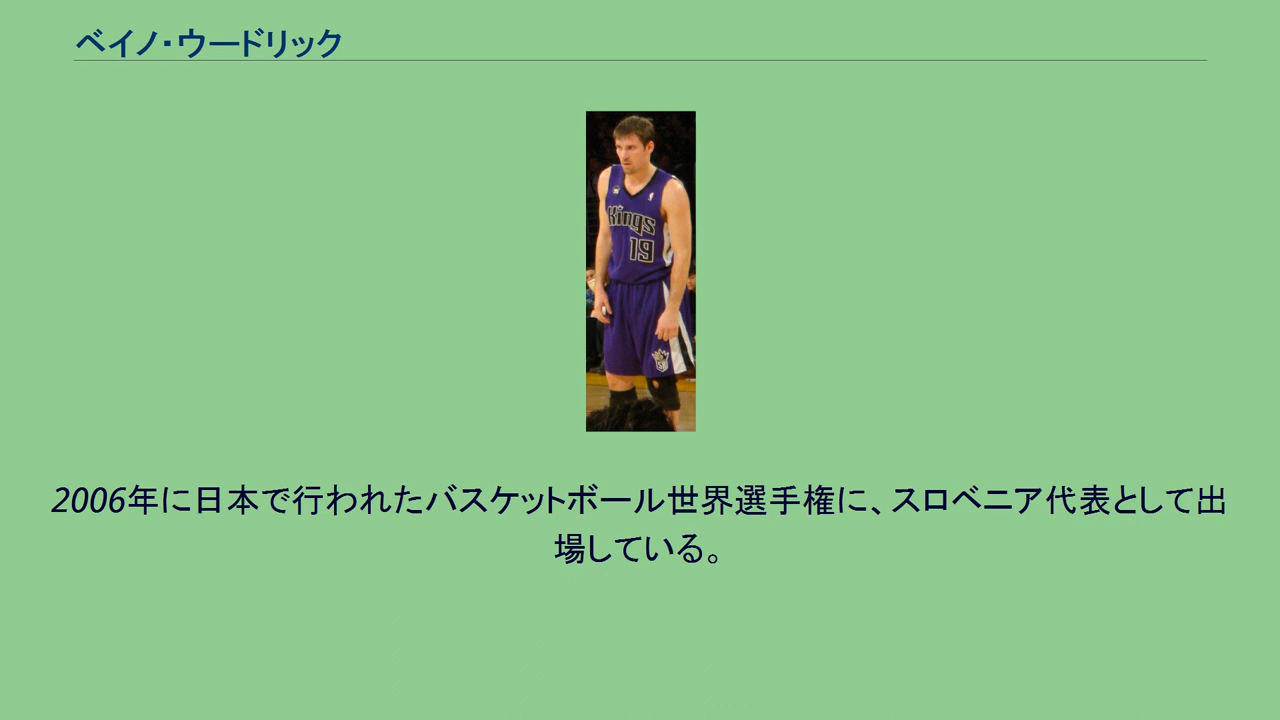 ベイノ・ウードリック
Kings
19
2006年に日本で行われたバスケットボール世界選手権に、スロベニア代表として出
場している。